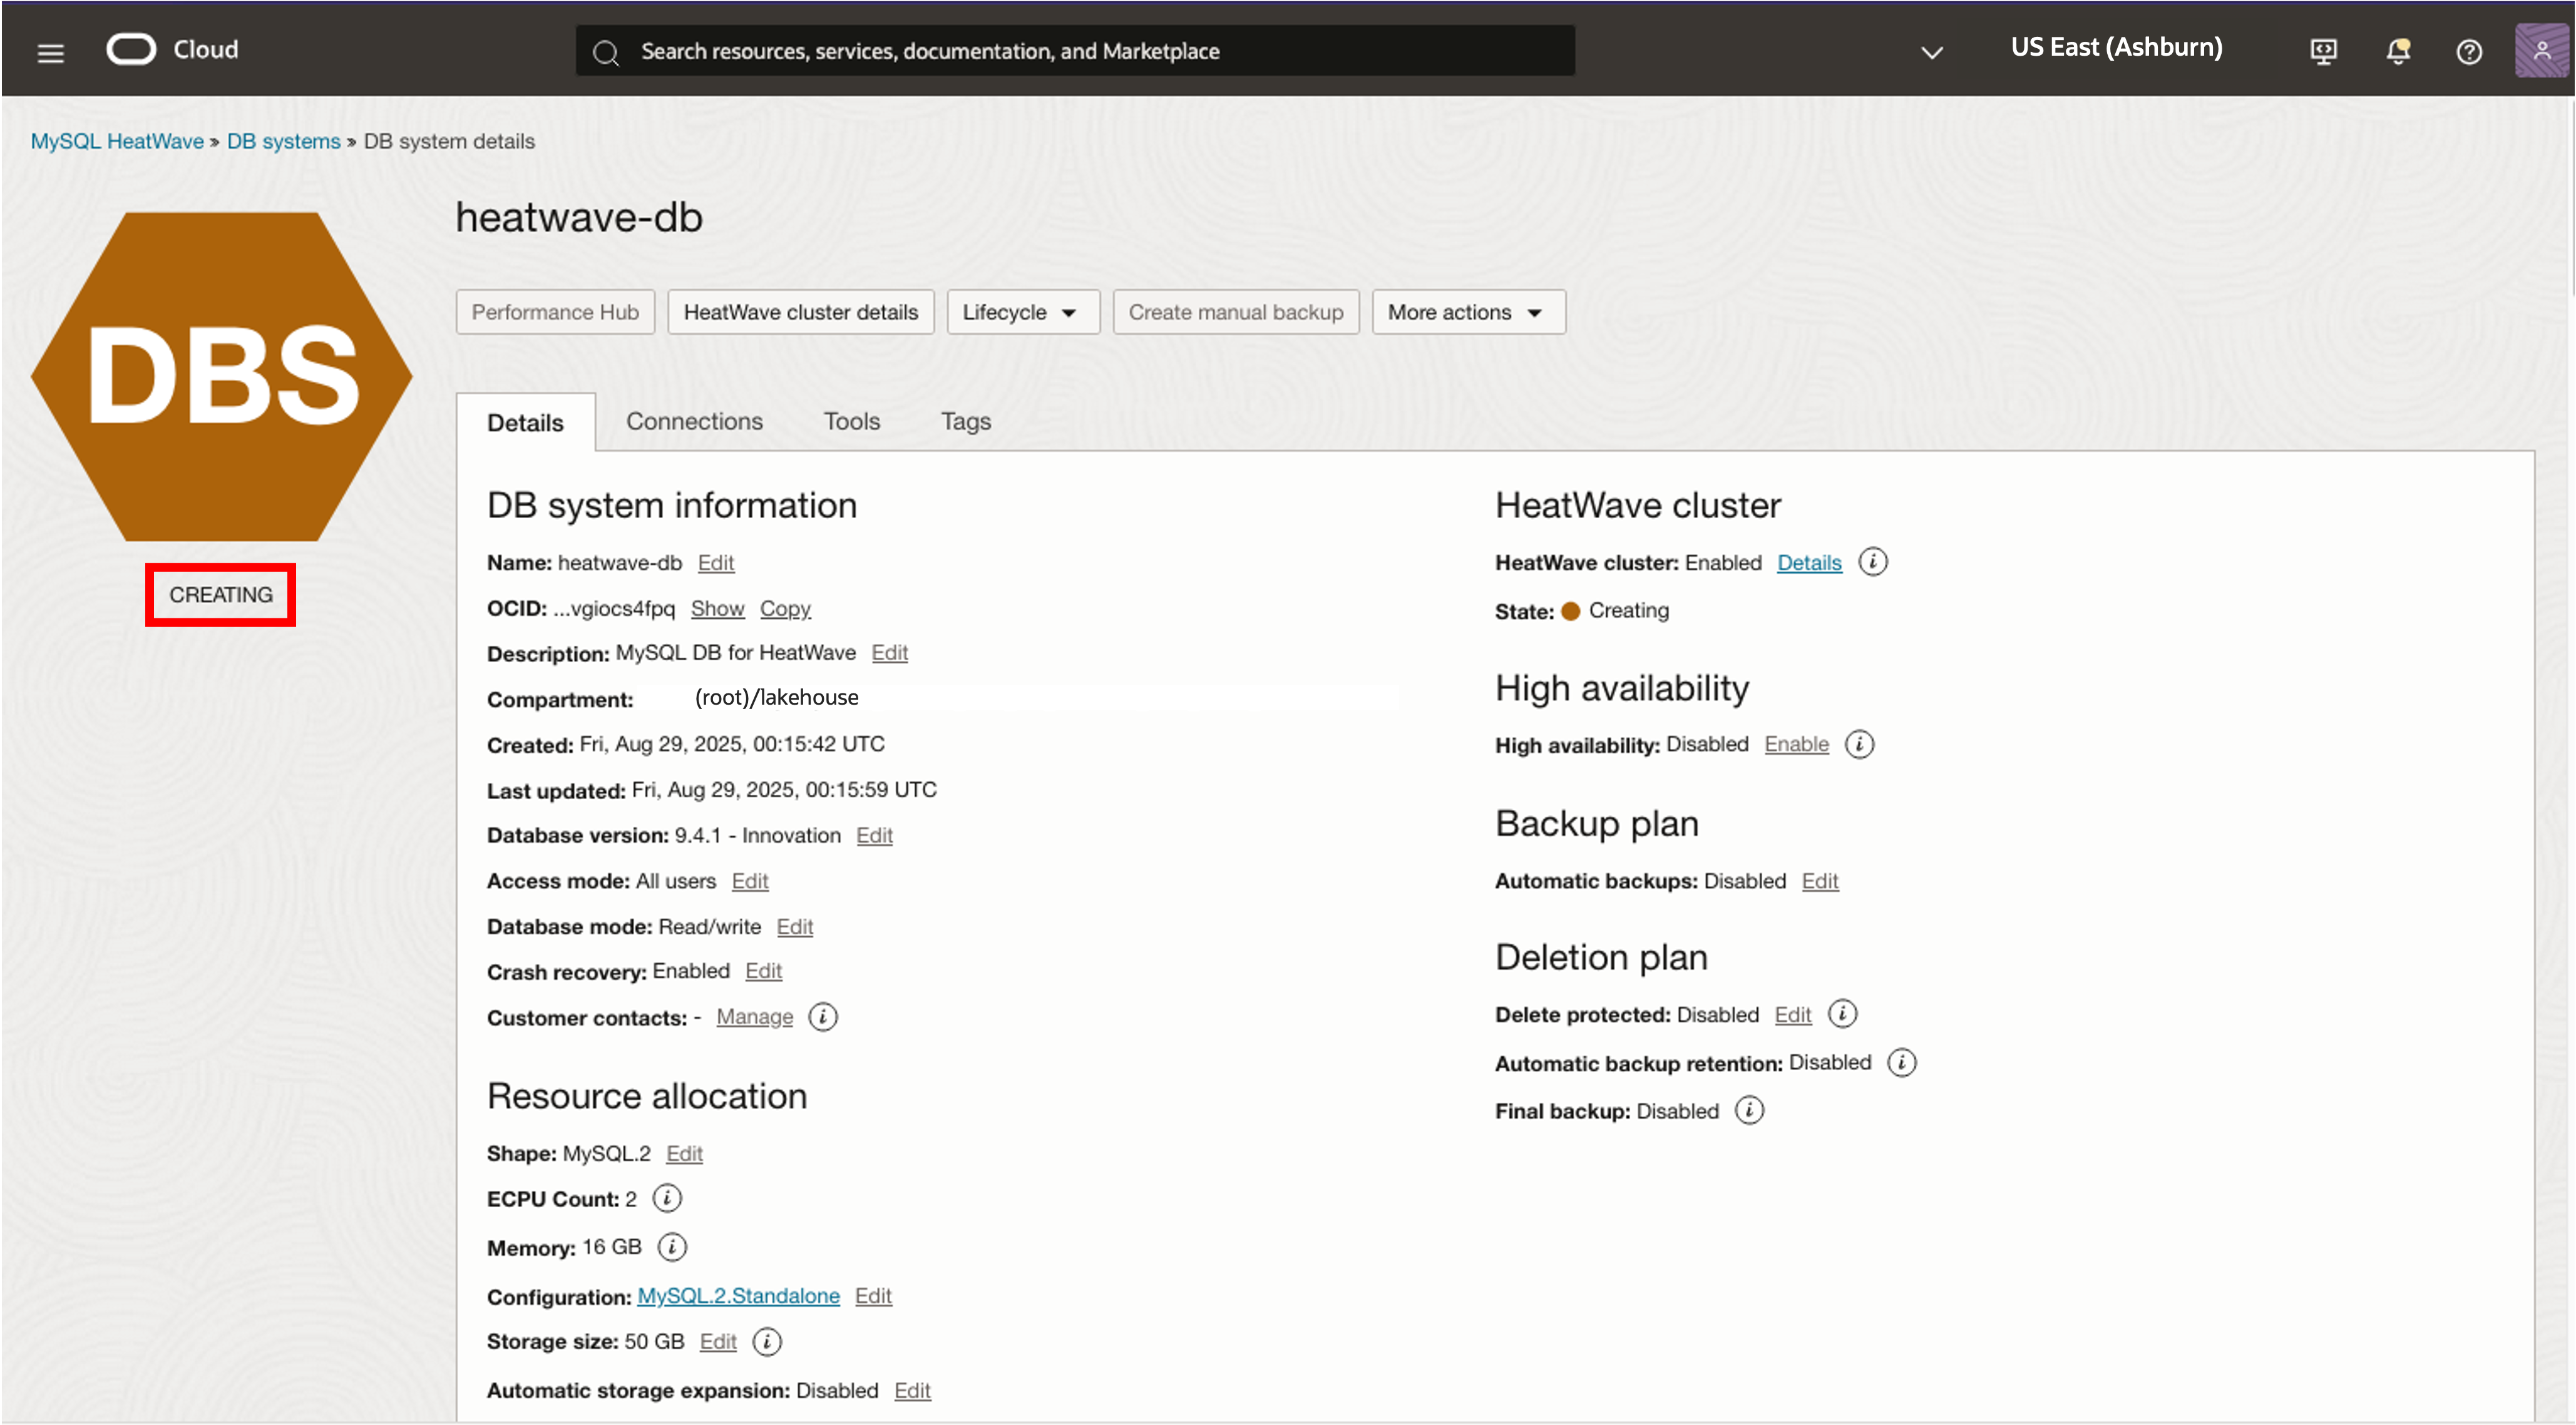 Cloud
Search resources, services, documentation, and Marketplace
US East (Ashburn)
MySQL HeatWave » DB systems » DB system details
DBS
CREATING
heatwave-db
Performance Hub
HeatWave cluster details
Lifecycle
Create manual backup
More actions
Details
Connections
Tools
Tags
DB system information
Name: heatwave-db Edit
OCID: ...vgiocs4fpq Show Copy
Description: MySQL DB for HeatWave Edit
Compartment: (root)/lakehouse
Created: Fri, Aug 29, 2025, 00:15:42 UTC
Last updated: Fri, Aug 29, 2025, 00:15:59 UTC
Database version: 9.4.1 - Innovation Edit
Access mode: All users Edit
Database mode: Read/write Edit
Crash recovery: Enabled Edit
Customer contacts: - Manage
Resource allocation
Shape: MySQL.2 Edit
ECPU Count: 2
Memory: 16 GB
Configuration: MySQL.2.Standalone Edit
Storage size: 50 GB Edit
Automatic storage expansion: Disabled Edit
HeatWave cluster
HeatWave cluster: Enabled Details
State: Creating
High availability
High availability: Disabled Enable
Backup plan
Automatic backups: Disabled Edit
Deletion plan
Delete protected: Disabled Edit
Automatic backup retention: Disabled
Final backup: Disabled